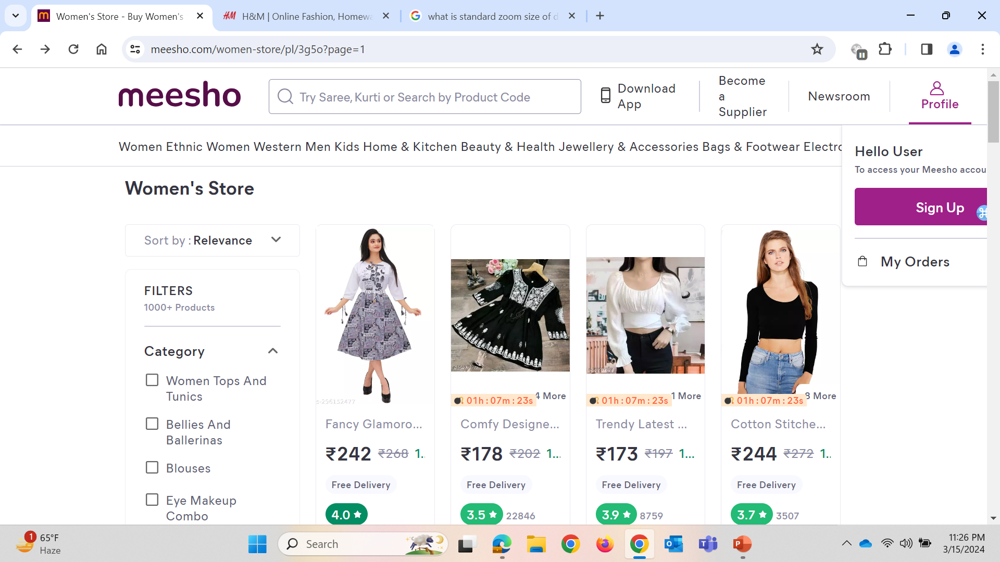 Women's Store - Buy Women's
H&M | Online Fashion, Homewa
what is standard zoom size of d
meesho.com/women-store/pl/3g5o?page=1
meesho
Try Saree, Kurti or Search by Product Code
Download
App
Become
a
Supplier
Newsroom
Profile
Women Ethnic Women Western Men Kids Home & Kitchen Beauty & Health Jewellery & Accessories Bags & Footwear Electro
Hello User
To access your Meesho accou
Sign Up
My Orders
Women's Store
Sort by : Relevance
FILTERS
1000+ Products
Category
Women Tops And
Tunics
Bellies And
Ballerinas
Blouses
Eye Makeup
Combo
s-296152477
4 More
1 More
8 More
01h : 07m : 23s
01h : 07m : 23s
01h : 07m : 23s
Fancy Glamoro...
Comfy Designe...
Trendy Latest ...
Cotton Stitche...
₹242 ₹268 1..
₹178 ₹202 1...
₹173 ₹197 1...
₹244 ₹272 1..
Free Delivery
Free Delivery
Free Delivery
Free Delivery
4.0
3.5 22846
3.9 8759
3.7 3507
1
65°F
Haze
Search
11:26 PM
3/15/2024